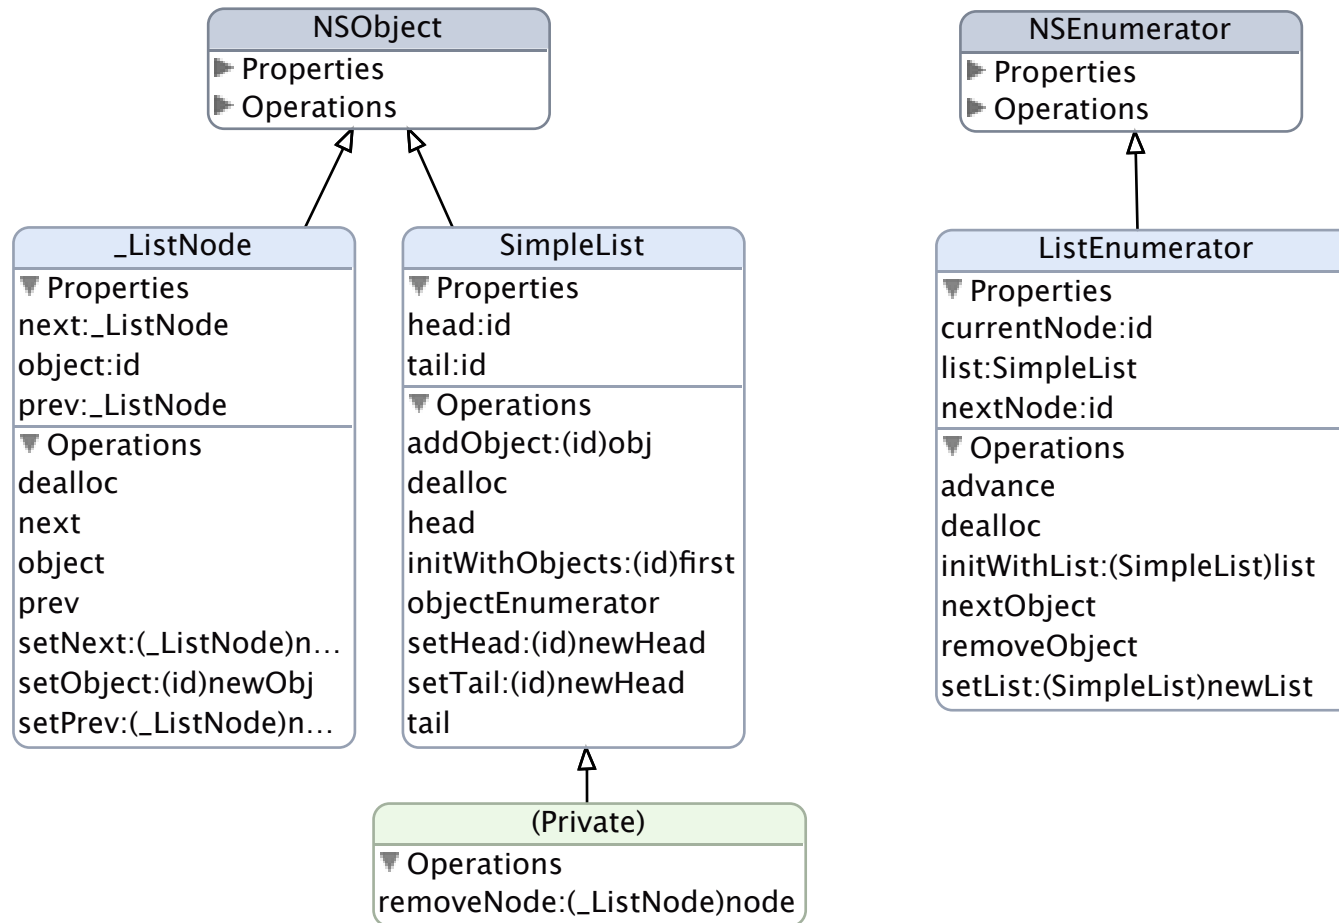 NSObject
Properties
Operations
NSEnumerator
Properties
Operations
_ListNode
Properties
next:_ListNode
object:id
prev:_ListNode
Operations
dealloc
next
object
prev
setNext:(_ListNode)n...
setObject:(id)newObj
setPrev:(_ListNode)n...
SimpleList
Properties
head:id
tail:id
Operations
addObject:(id)obj
dealloc
head
initWithObjects:(id)first
objectEnumerator
setHead:(id)newHead
setTail:(id)newHead
tail
ListEnumerator
Properties
currentNode:id
list:SimpleList
nextNode:id
Operations
advance
dealloc
initWithList:(SimpleList)list
nextObject
removeObject
setList:(SimpleList)newList
(Private)
Operations
removeNode:(_ListNode)node